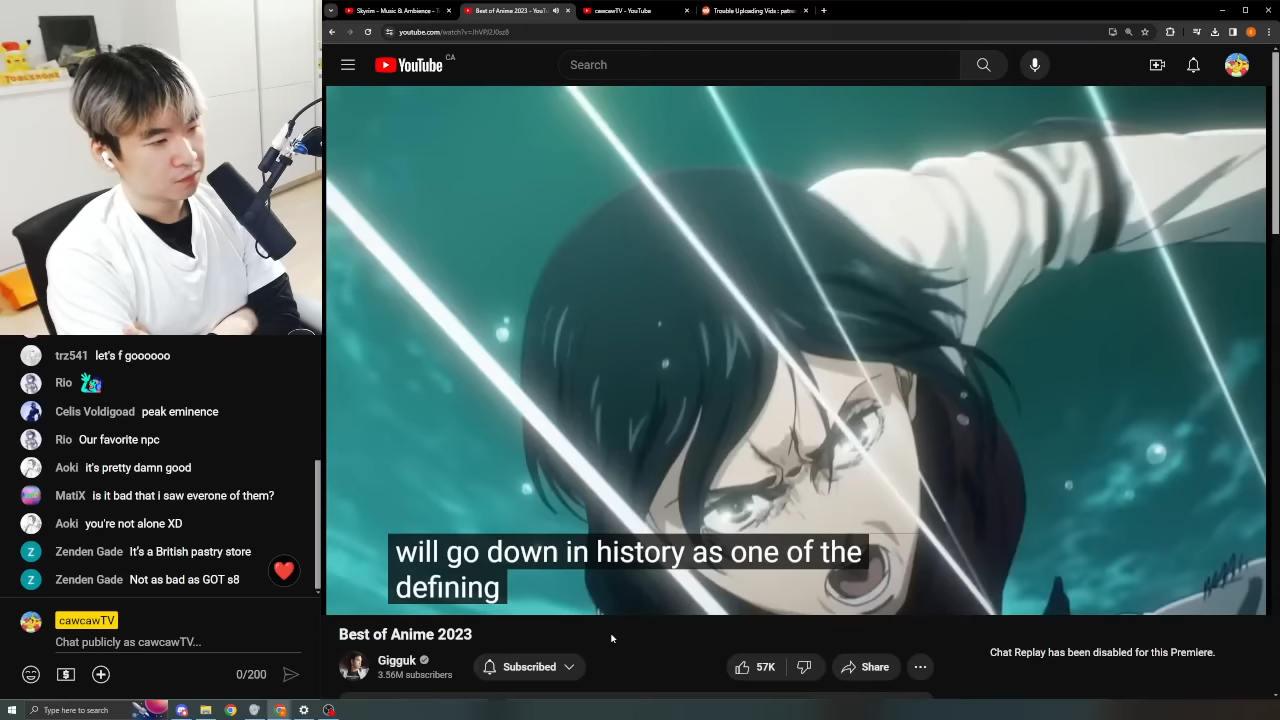 Skyrim - Music & Ambience - T
Best of Anime 2023 - YouTu
cawcawTV - YouTube
Trouble Uploading Vids : patre
youtube.com/watch?v=JhVPJ2J0sz8
YouTube CA
Search
TOBLERONE
trz541 let's f goooooo
Rio
Celis Voldigoad peak eminence
Rio Our favorite npc
Aoki it's pretty damn good
MatiX is it bad that i saw everone of them?
Aoki you're not alone XD
Z Zenden Gade It's a British pastry store
Z Zenden Gade Not as bad as GOT s8
cawcawTV
Chat publicly as cawcawTV...
0/200
will go down in history as one of the
defining
Best of Anime 2023
Gigguk
3.56M subscribers
Subscribed
57K
Share
Chat Replay has been disabled for this Premiere.
Type here to search